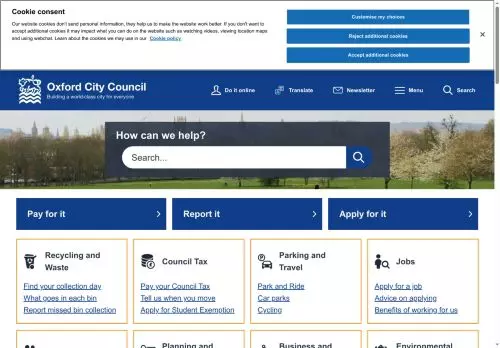 Cookie consent
Our website cookies don't send personal information, they help us to make the website work better. If you don't want to
accept additional cookies it may impact what you can do on the website such as watching videos, viewing location maps
and using webchat. Learn about the cookies we may use in our Cookie policy
Customise my choices
Reject additional cookies
Accept additional cookies
Oxford City Council
Building a world-class city for everyone
Do it online
Translate
Newsletter
Menu
Search
How can we help?
Search...
Pay for it
Report it
Apply for it
Recycling and
Waste
Find your collection day
What goes in each bin
Report missed bin collection
Council Tax
Pay your Council Tax
Tell us when you move
Apply for Student Exemption
Parking and
Travel
Park and Ride
Car parks
Cycling
Jobs
Apply for a job
Advice on applying
Benefits of working for us
Planning and
Business and
Environmental